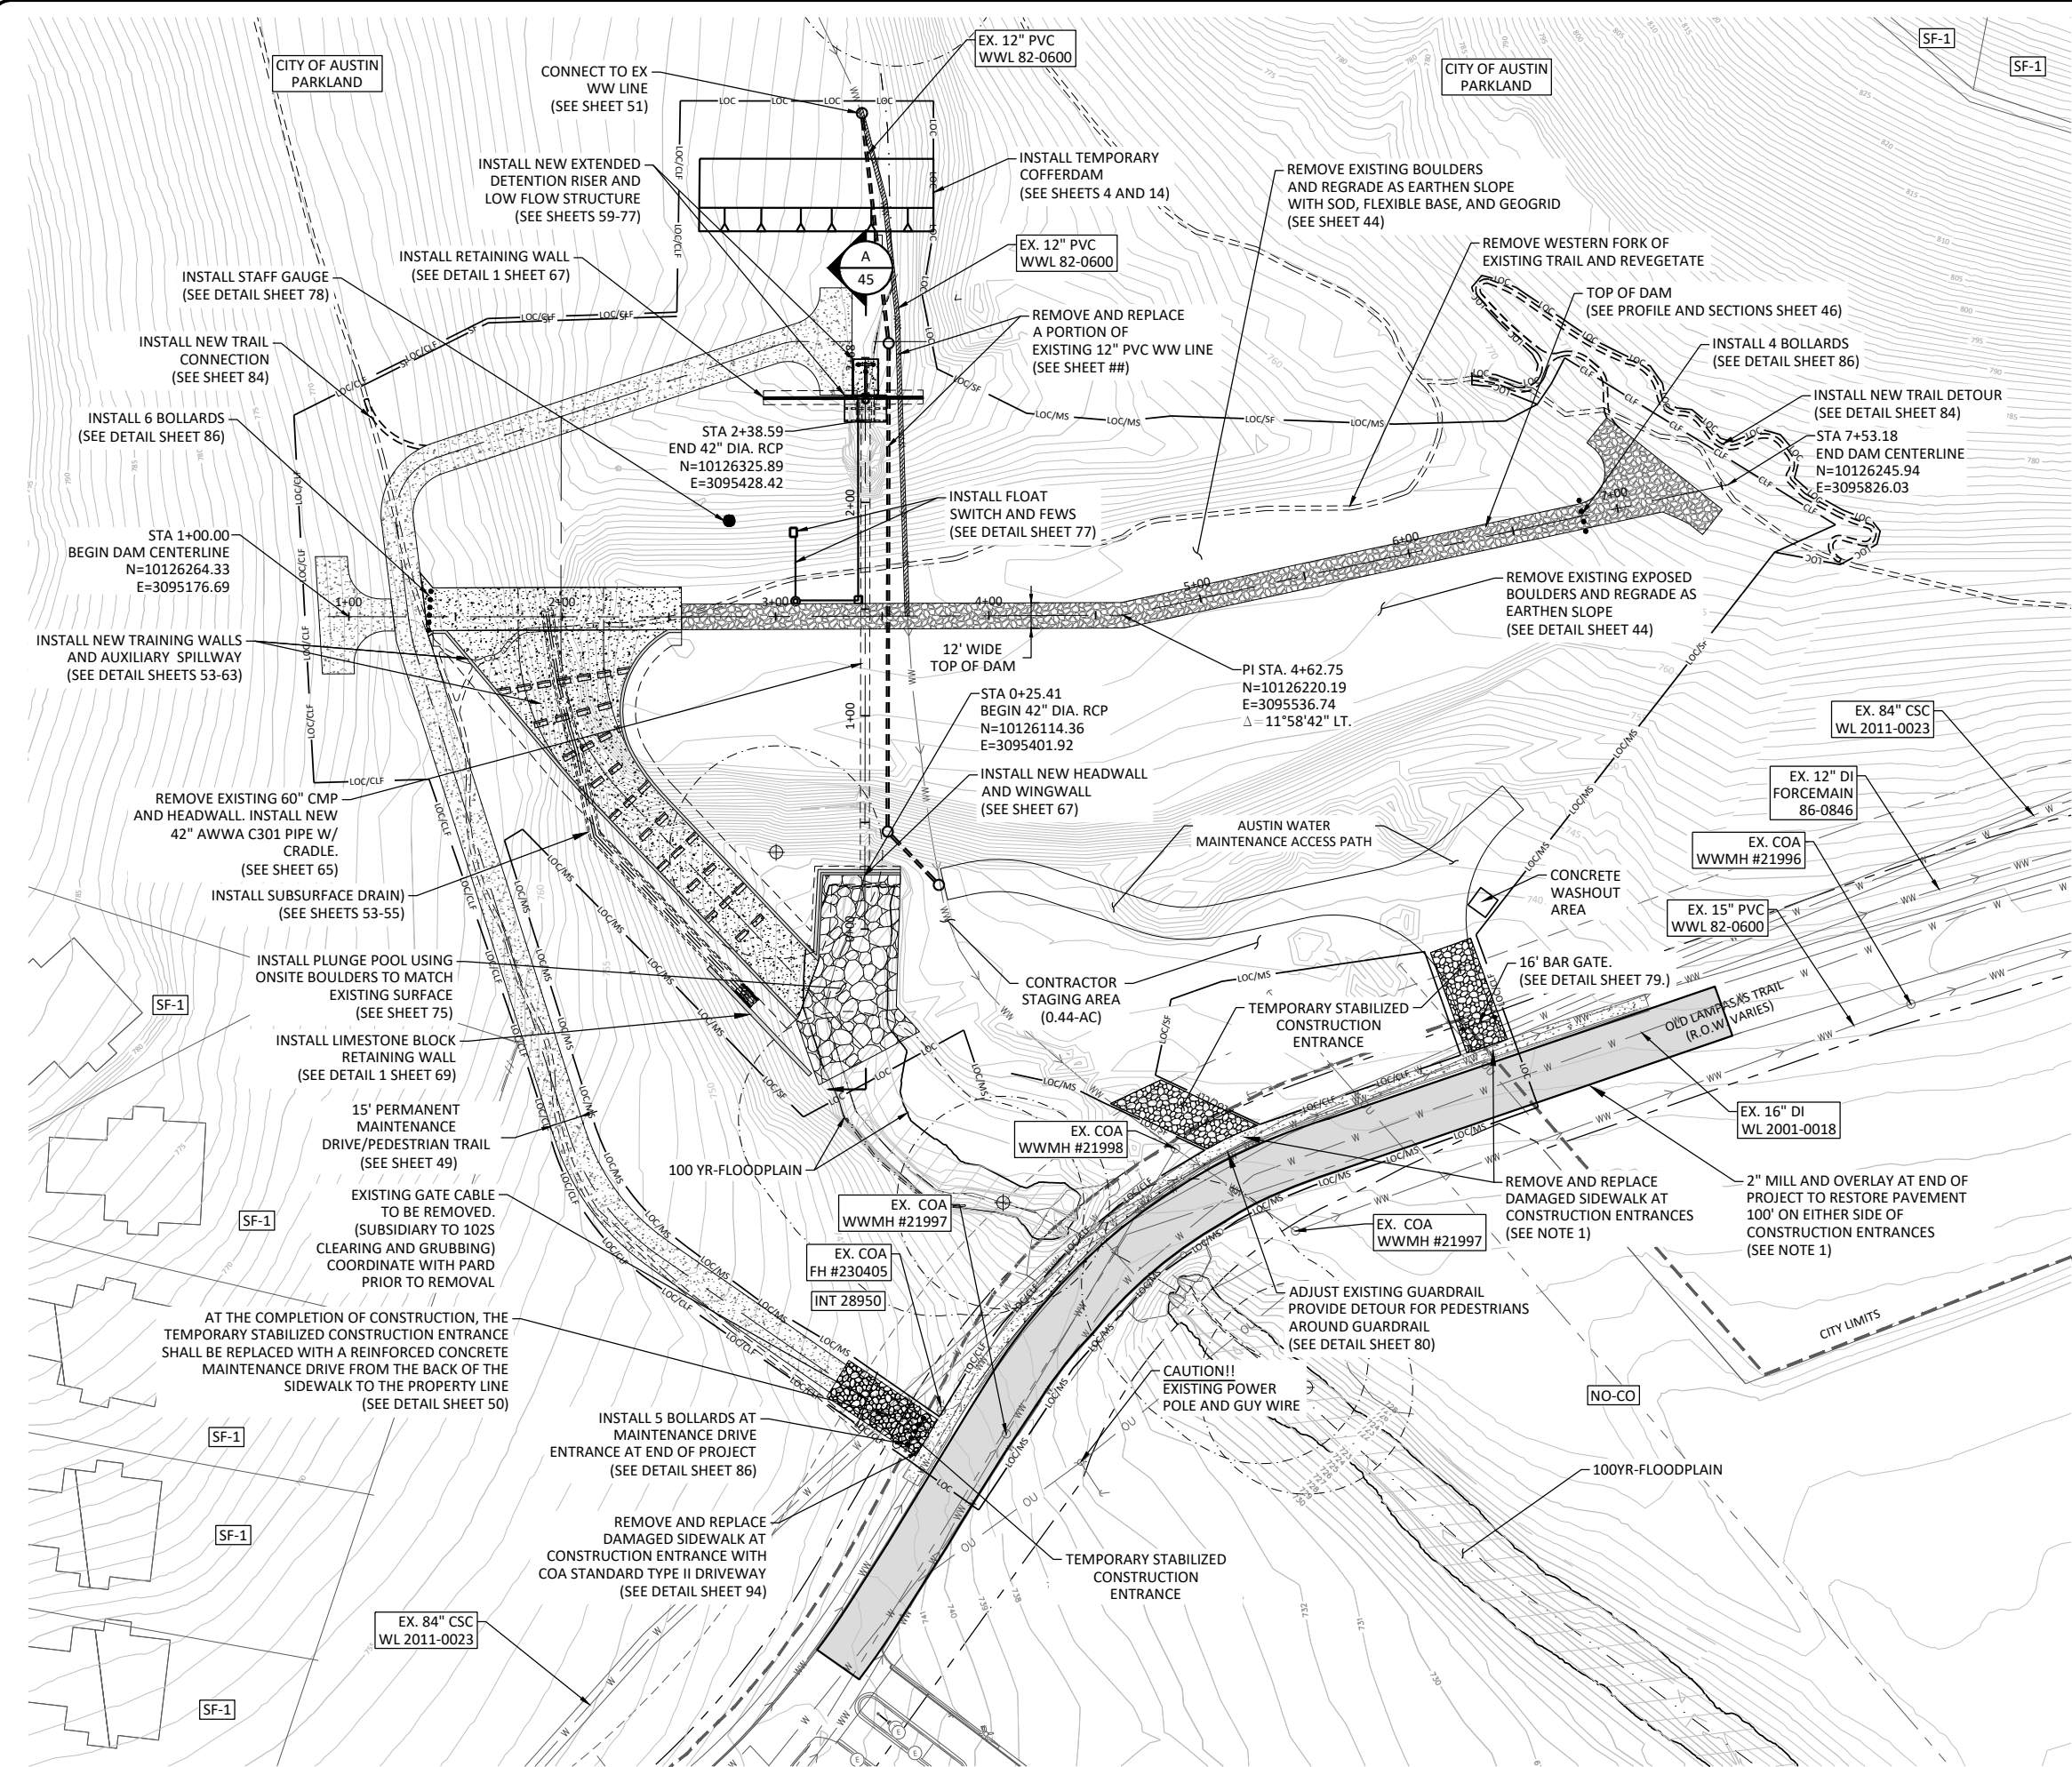 CITY OF AUSTIN
PARKLAND
CONNECT TO EX
WW LINE
(SEE SHEET 51)
EX. 12" PVC
WWL 82-0600
CITY OF AUSTIN
PARKLAND
SF-1
SF-1
INSTALL NEW EXTENDED
DETENTION RISER AND
LOW FLOW STRUCTURE
(SEE SHEETS 59-77)
INSTALL TEMPORARY
COFFERDAM
(SEE SHEETS 4 AND 14)
REMOVE EXISTING BOULDERS
AND REGRADE AS EARTHEN SLOPE
WITH SOD, FLEXIBLE BASE, AND GEOGRID
(SEE SHEET 44)
INSTALL RETAINING WALL
(SEE DETAIL 1 SHEET 67)
A
45
EX. 12" PVC
WWL 82-0600
REMOVE WESTERN FORK OF
EXISTING TRAIL AND REVEGETATE
INSTALL STAFF GAUGE
(SEE DETAIL SHEET 78)
TOP OF DAM
(SEE PROFILE AND SECTIONS SHEET 46)
INSTALL NEW TRAIL
CONNECTION
(SEE SHEET 84)
REMOVE AND REPLACE
A PORTION OF
EXISTING 12" PVC WW LINE
(SEE SHEET ##)
INSTALL 4 BOLLARDS
(SEE DETAIL SHEET 86)
INSTALL 6 BOLLARDS
(SEE DETAIL SHEET 86)
INSTALL NEW TRAIL DETOUR
(SEE DETAIL SHEET 84)
STA 2+38.59
END 42" DIA. RCP
N=10126325.89
E=3095428.42
STA 7+53.18
END DAM CENTERLINE
N=10126245.94
E=3095826.03
INSTALL FLOAT
SWITCH AND FEWS
(SEE DETAIL SHEET 77)
STA 1+00.00
BEGIN DAM CENTERLINE
N=10126264.33
E=3095176.69
1+00
2+00
3+00
4+00
5+00
6+00
7+00
2+00
1+00
REMOVE EXISTING EXPOSED
BOULDERS AND REGRADE AS
EARTHEN SLOPE
(SEE DETAIL SHEET 44)
INSTALL NEW TRAINING WALLS
AND AUXILIARY SPILLWAY
(SEE DETAIL SHEETS 53-63)
12' WIDE
TOP OF DAM
PI STA. 4+62.75
N=10126220.19
E=3095536.74
Δ=11°58'42" LT.
STA 0+25.41
BEGIN 42" DIA. RCP
N=10126114.36
E=3095401.92
EX. 84" CSC
WL 2011-0023
INSTALL NEW HEADWALL
AND WINGWALL
(SEE SHEET 67)
EX. 12" DI
FORCEMAIN
86-0846
REMOVE EXISTING 60" CMP
AND HEADWALL. INSTALL NEW
42" AWWA C301 PIPE W/
CRADLE.
(SEE SHEET 65)
AUSTIN WATER
MAINTENANCE ACCESS PATH
EX. COA
WWMH #21996
INSTALL SUBSURFACE DRAIN)
(SEE SHEETS 53-55)
CONCRETE
WASHOUT
AREA
EX. 15" PVC
WWL 82-0600
INSTALL PLUNGE POOL USING
ONSITE BOULDERS TO MATCH
EXISTING SURFACE
(SEE SHEET 75)
CONTRACTOR
STAGING AREA
(0.44-AC)
TEMPORARY STABILIZED
CONSTRUCTION
ENTRANCE
16' BAR GATE.
(SEE DETAIL SHEET 79.)
SF-1
OLD LAMPASAS TRAIL
(R.O.W. VARIES)
INSTALL LIMESTONE BLOCK
RETAINING WALL
(SEE DETAIL 1 SHEET 69)
15' PERMANENT
MAINTENANCE
DRIVE/PEDESTRIAN TRAIL
(SEE SHEET 49)
EX. COA
WWMH #21998
EX. 16" DI
WL 2001-0018
100 YR-FLOODPLAIN
EXISTING GATE CABLE
TO BE REMOVED.
(SUBSIDIARY TO 102S
CLEARING AND GRUBBING)
COORDINATE WITH PARD
PRIOR TO REMOVAL
SF-1
EX. COA
WWMH #21997
REMOVE AND REPLACE
DAMAGED SIDEWALK AT
CONSTRUCTION ENTRANCES
(SEE NOTE 1)
2" MILL AND OVERLAY AT END OF
PROJECT TO RESTORE PAVEMENT
100' ON EITHER SIDE OF
CONSTRUCTION ENTRANCES
(SEE NOTE 1)
EX. COA
WWMH #21997
EX. COA
FH #230405
INT 28950
ADJUST EXISTING GUARDRAIL
PROVIDE DETOUR FOR PEDESTRIANS
AROUND GUARDRAIL
(SEE DETAIL SHEET 80)
CITY LIMITS
AT THE COMPLETION OF CONSTRUCTION, THE
TEMPORARY STABILIZED CONSTRUCTION ENTRANCE
SHALL BE REPLACED WITH A REINFORCED CONCRETE
MAINTENANCE DRIVE FROM THE BACK OF THE
SIDEWALK TO THE PROPERTY LINE
(SEE DETAIL SHEET 50)
CAUTION!!
EXISTING POWER
POLE AND GUY WIRE
NO-CO
SF-1
INSTALL 5 BOLLARDS AT
MAINTENANCE DRIVE
ENTRANCE AT END OF PROJECT
(SEE DETAIL SHEET 86)
100YR-FLOODPLAIN
SF-1
REMOVE AND REPLACE
DAMAGED SIDEWALK AT
CONSTRUCTION ENTRANCE WITH
COA STANDARD TYPE II DRIVEWAY
(SEE DETAIL SHEET 94)
TEMPORARY STABILIZED
CONSTRUCTION
ENTRANCE
EX. 84" CSC
WL 2011-0023
SF-1